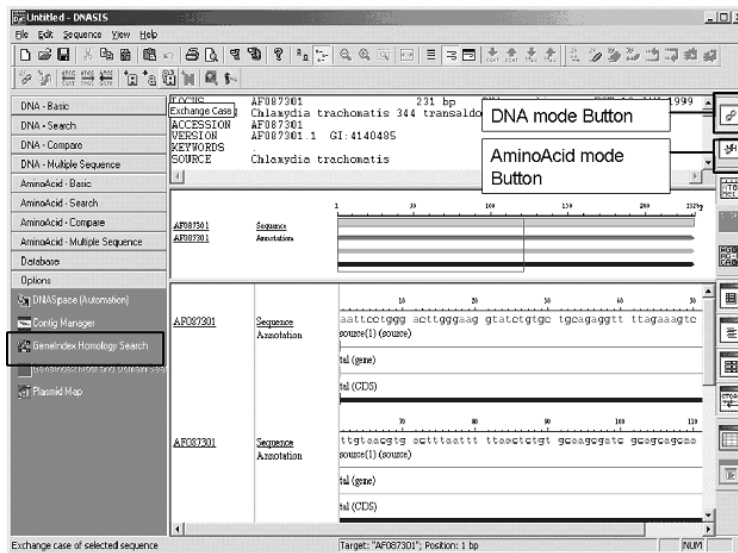 Untitled - DNASIS
File Edit Sequence View Help
DNA - Basic
DNA - Search
DNA - Compare
DNA - Multiple Sequence
AminoAcid - Basic
AminoAcid - Search
AminoAcid - Compare
AminoAcid - Multiple Sequence
Database
Options
DNASpace (Automation)
Contig Manager
GeneIndex Homology Search
Plasmid Map
LOCUS AF087301 231 bp 1999
Exchange Case Chlamydia trachomatis 344 transaldo
ACCESSION AF087301
VERSION AF087301.1 GI:4140485
KEYWORDS .
SOURCE Chlamydia trachomatis
DNA mode Button
AminoAcid mode
Button
1 50 100 150 200
AF087301 Sequence
AF087301 Annotation
10 20 30 40 50
AF087301 Sequence aattcctggg acttgggaag gtatctgtgc tgcagaggtt ttagaaagtc
Annotation source(1) (source)
tal (gene)
tal (CDS)
70 80 90 100 110
AF087301 Sequence ttgtaacgtg actttaattt ttaactctgt gcaagcgatc gcagcagcaa
Annotation source(1) (source)
tal (gene)
tal (CDS)
Exchange case of selected sequence
Target: "AF087301"; Position: 1 bp
NUM